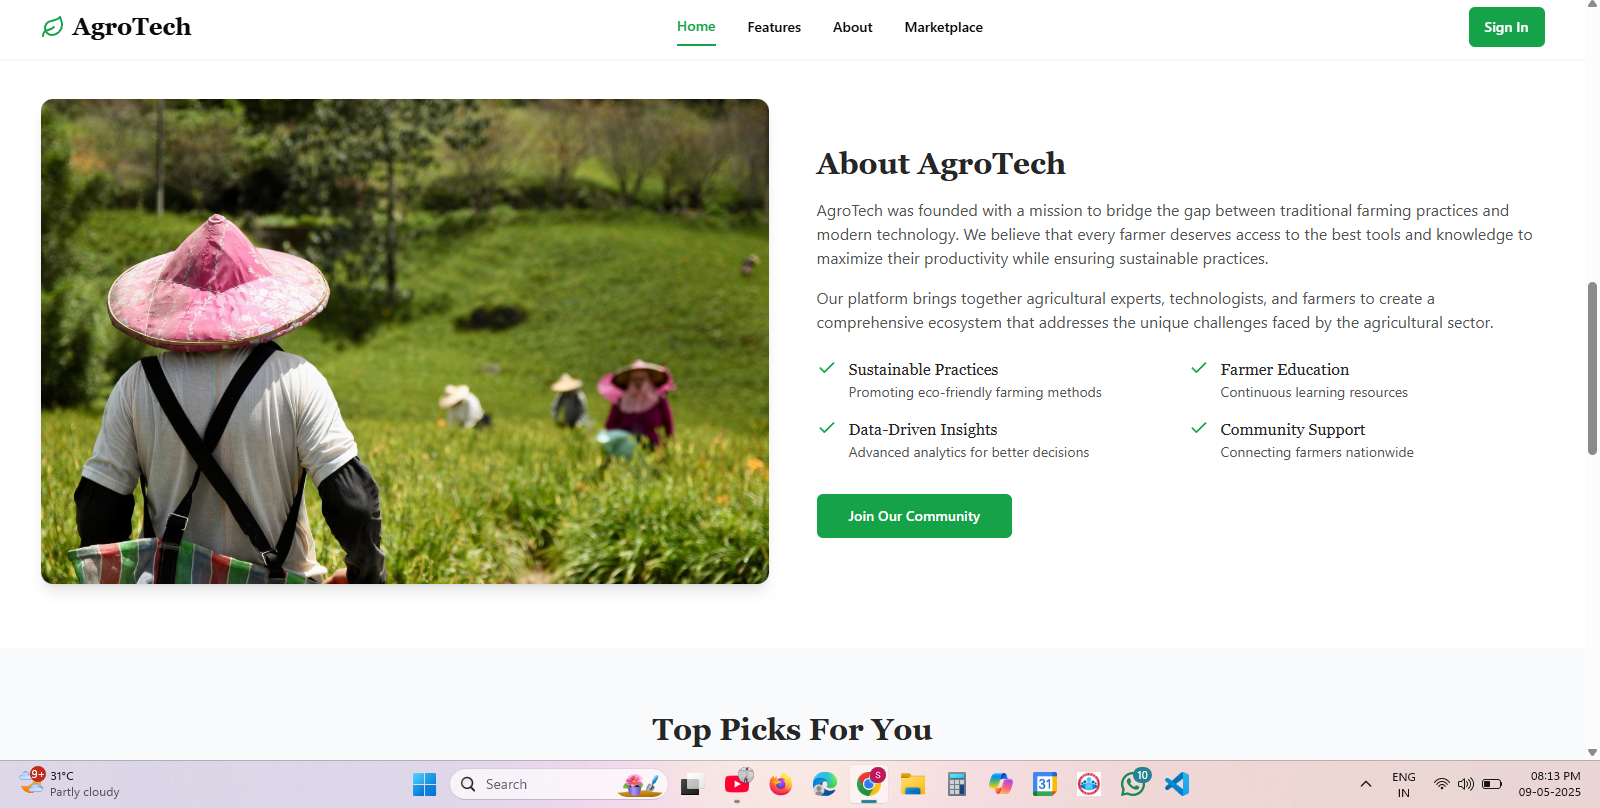 AgroTech
Home
Features
About
Marketplace
Sign In
About AgroTech
AgroTech was founded with a mission to bridge the gap between traditional farming practices and
modern technology. We believe that every farmer deserves access to the best tools and knowledge to
maximize their productivity while ensuring sustainable practices.
Our platform brings together agricultural experts, technologists, and farmers to create a
comprehensive ecosystem that addresses the unique challenges faced by the agricultural sector.
Sustainable Practices
Promoting eco-friendly farming methods
Farmer Education
Continuous learning resources
Data-Driven Insights
Advanced analytics for better decisions
Community Support
Connecting farmers nationwide
Join Our Community
Top Picks For You
9+
31°C
Partly cloudy
Search
S
31
10
ENG
IN
08:13 PM
09-05-2025